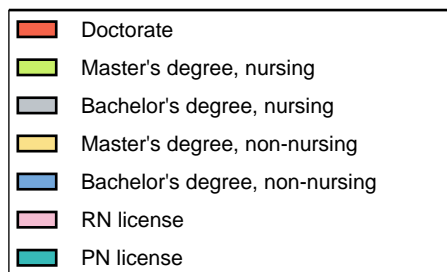 Doctorate
Master's degree, nursing
Bachelor's degree, nursing
Master's degree, non-nursing
Bachelor's degree, non-nursing
RN license
PN license